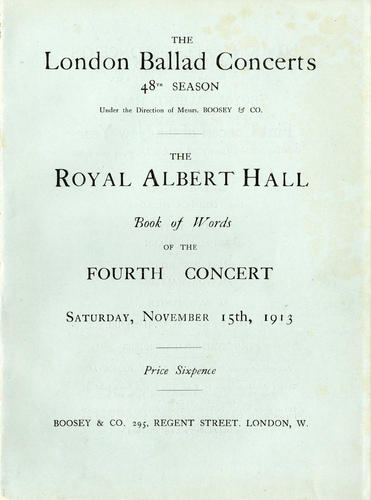 THE
London Ballad Concerts
48TH SEASON
Under the Direction of Messrs. BOOSEY & CO.
THE
ROYAL ALBERT HALL
Book of Words
OF THE
FOURTH CONCERT
SATURDAY, NOVEMBER 15th, 1913
Price Sixpence
BOOSEY & CO. 295, REGENT STREET. LONDON, W.